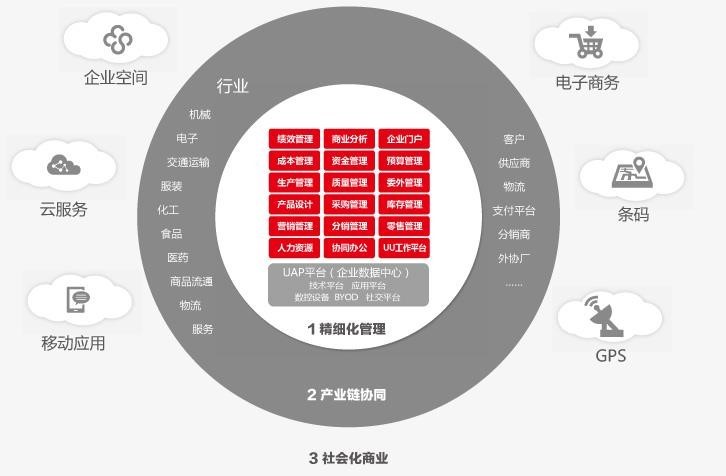 企业空间
电子商务
云服务
条码
移动应用
GPS
行业
机械
电子
交通运输
服装
化工
食品
医药
商品流通
物流
服务
绩效管理 商业分析 企业门户
成本管理 资金管理 预算管理
生产管理 质量管理 委外管理
产品设计 采购管理 库存管理
营销管理 分销管理 零售管理
人力资源 协同办公 UU工作平台
UAP平台（企业数据中心）
技术平台 应用平台
数控设备 BYOD 社交平台
1 精细化管理
客户
供应商
物流
支付平台
分销商
外协厂
……
2 产业链协同
3 社会化商业